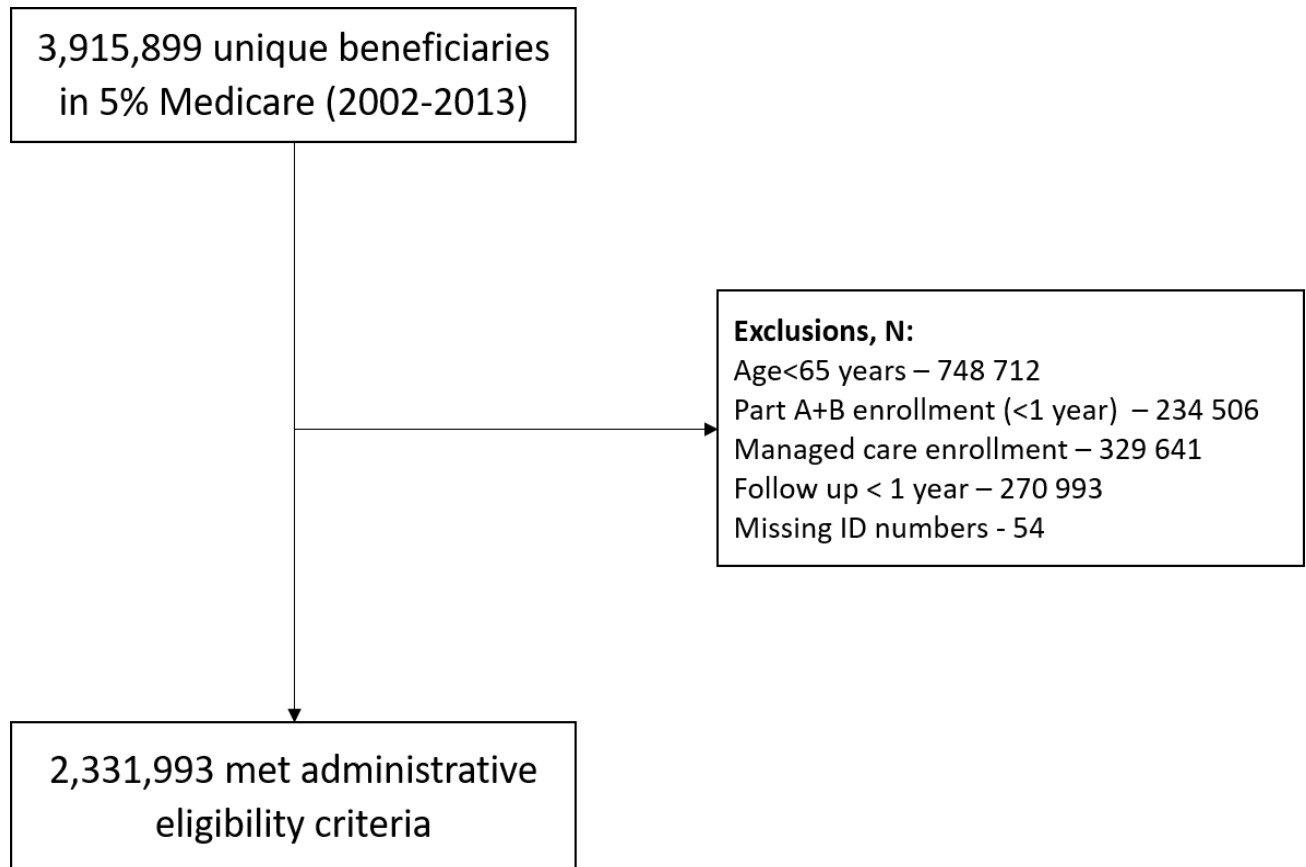 3,915,899 unique beneficiaries
in 5% Medicare (2002-2013)
Exclusions, N:
Age<65 years – 748 712
Part A+B enrollment (<1 year)  – 234 506
Managed care enrollment – 329 641
Follow up < 1 year – 270 993
Missing ID numbers - 54
2,331,993 met administrative
eligibility criteria